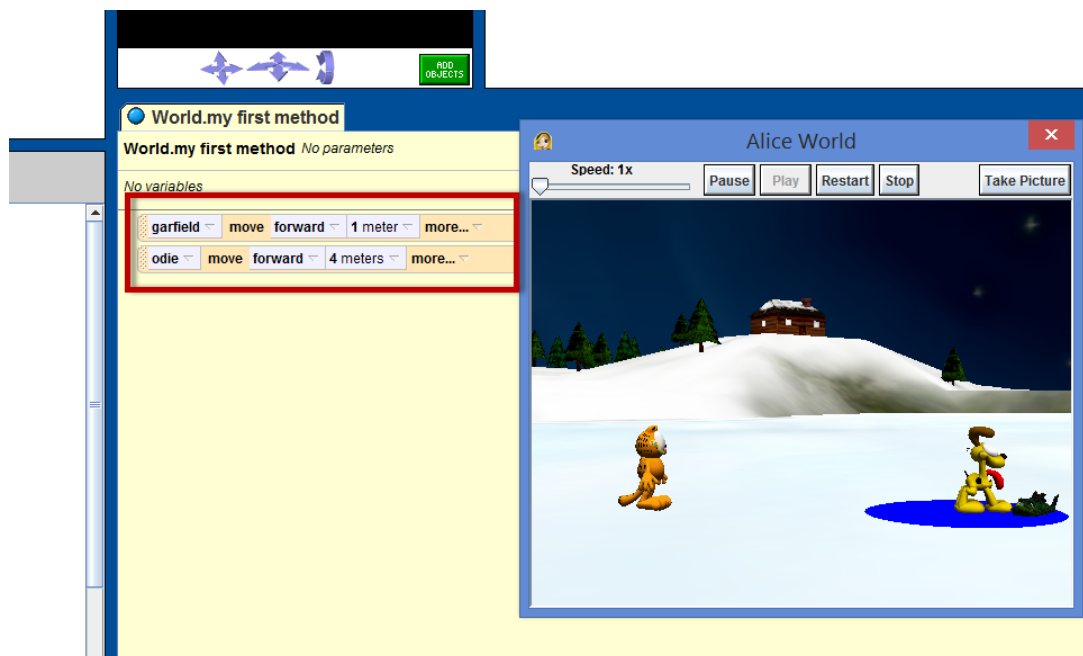 ADD
OBJECTS
World.my first method
World.my first method No parameters
No variables
garfield move forward 1 meter more...
odie move forward 4 meters more...
Alice World
Speed: 1x
Pause Play Restart Stop Take Picture